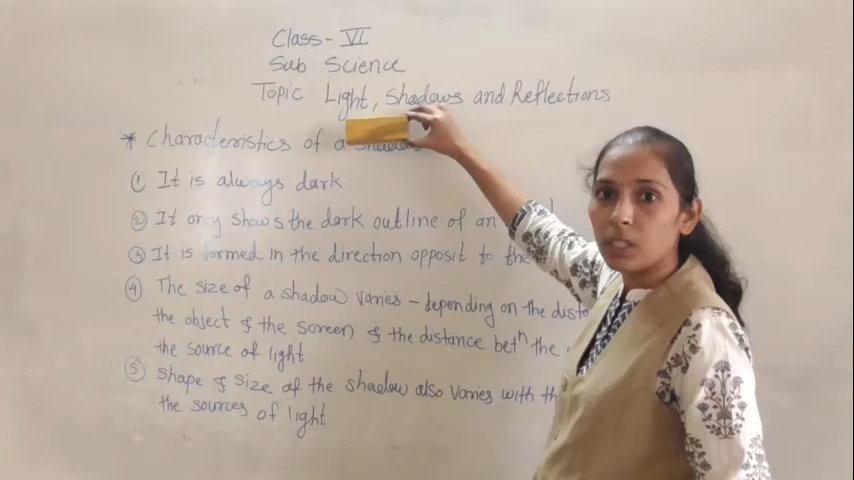 Class - VI
Sub Science
Topic Light, Shadows and Reflections
* Characteristics of a shadow
① It is always dark
② It only shows the dark outline of an
③ It is formed in the direction opposit to the
④ The size of a shadow varies - depending on the dista
the object & the screen & the distance betn the
the source of light
⑤ Shape & size of the shadow also varies with th
the sources of light